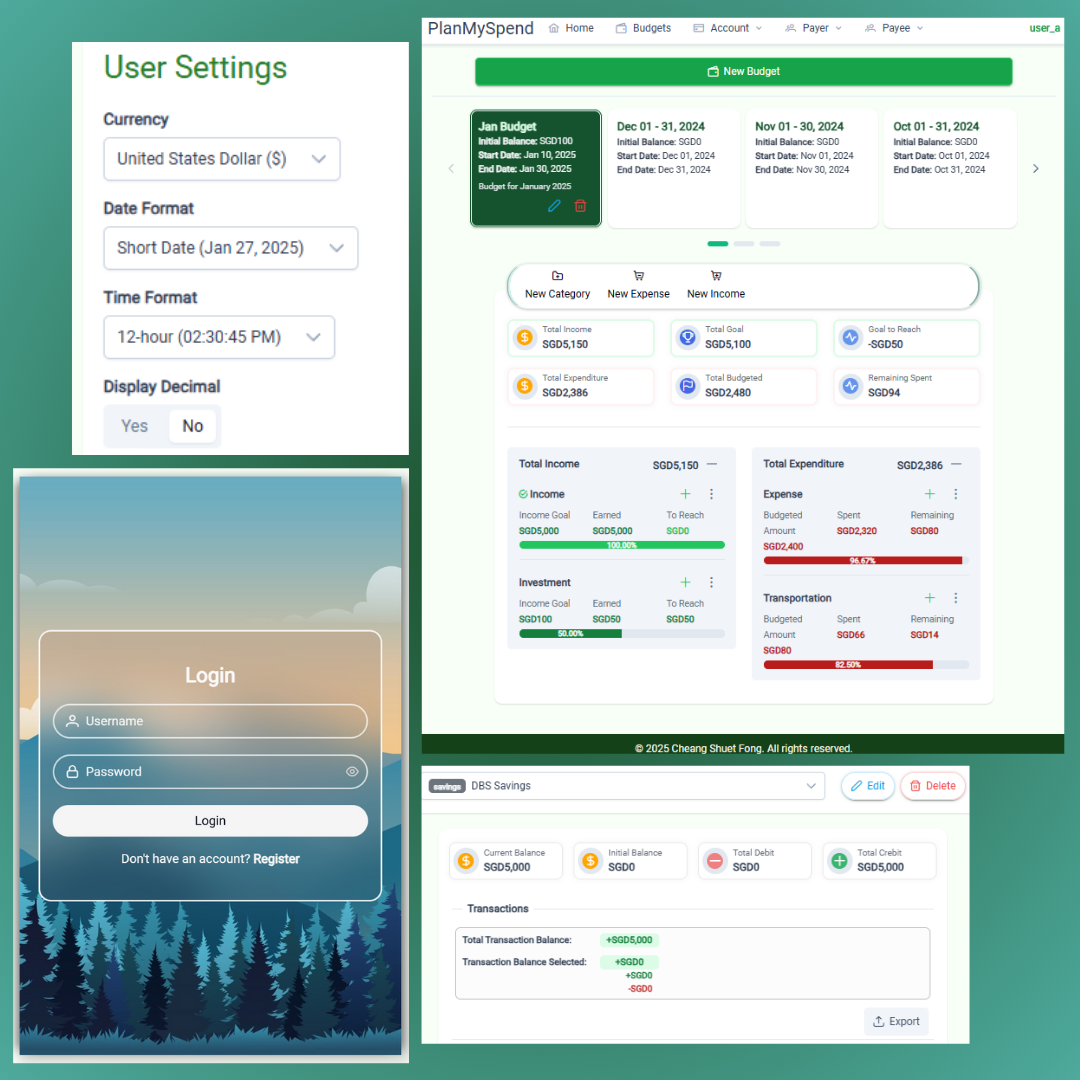 User Settings
Currency
United States Dollar ($)
Date Format
Short Date (Jan 27, 2025)
Time Format
12-hour (02:30:45 PM)
Display Decimal
Yes No
Login
Username
Password
Login
Don't have an account? Register
PlanMySpend Home Budgets Account Payer Payee user_a
New Budget
Jan Budget
Initial Balance: SGD100
Start Date: Jan 10, 2025
End Date: Jan 30, 2025
Budget for January 2025
Dec 01 - 31, 2024
Initial Balance: SGD0
Start Date: Dec 01, 2024
End Date: Dec 31, 2024
Nov 01 - 30, 2024
Initial Balance: SGD0
Start Date: Nov 01, 2024
End Date: Nov 30, 2024
Oct 01 - 31, 2024
Initial Balance: SGD0
Start Date: Oct 01, 2024
End Date: Oct 31, 2024
New Category New Expense New Income
Total Income
SGD5,150
Total Goal
SGD5,100
Goal to Reach
-SGD50
Total Expenditure
SGD2,386
Total Budgeted
SGD2,480
Remaining Spent
SGD94
Total Income SGD5,150
Income
Income Goal Earned To Reach
SGD5,000 SGD5,000 SGD0
100.00%
Investment
Income Goal Earned To Reach
SGD100 SGD50 SGD50
50.00%
Total Expenditure SGD2,386
Expense
Budgeted Spent Remaining
Amount SGD2,320 SGD80
SGD2,400
96.67%
Transportation
Budgeted Spent Remaining
Amount SGD66 SGD14
SGD80
82.50%
© 2025 Cheang Shuet Fong. All rights reserved.
savings DBS Savings Edit Delete
Current Balance
SGD5,000
Initial Balance
SGD0
Total Debit
SGD0
Total Crebit
SGD5,000
Transactions
Total Transaction Balance: +SGD5,000
Transaction Balance Selected: +SGD0
+SGD0
-SGD0
Export